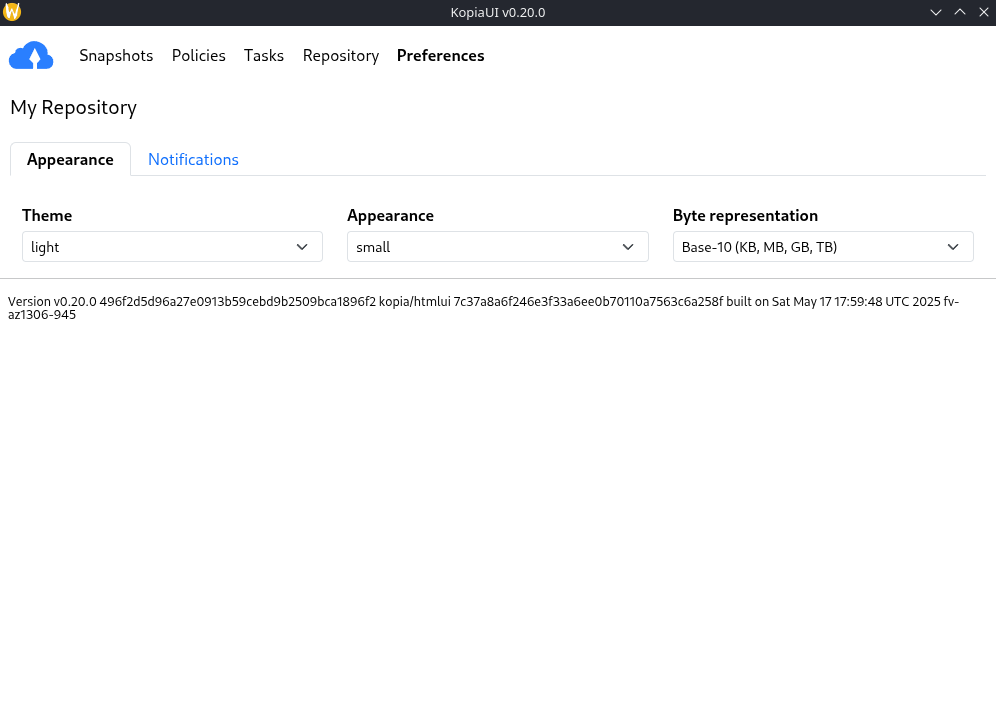 KopiaUI v0.20.0
Snapshots Policies Tasks Repository Preferences
My Repository
Appearance Notifications
Theme Appearance Byte representation
light small Base-10 (KB, MB, GB, TB)
Version v0.20.0 496f2d5d96a27e0913b59cebd9b2509bca1896f2 kopia/htmlui 7c37a8a6f246e3f33a6ee0b70110a7563c6a258f built on Sat May 17 17:59:48 UTC 2025 fv-
az1306-945